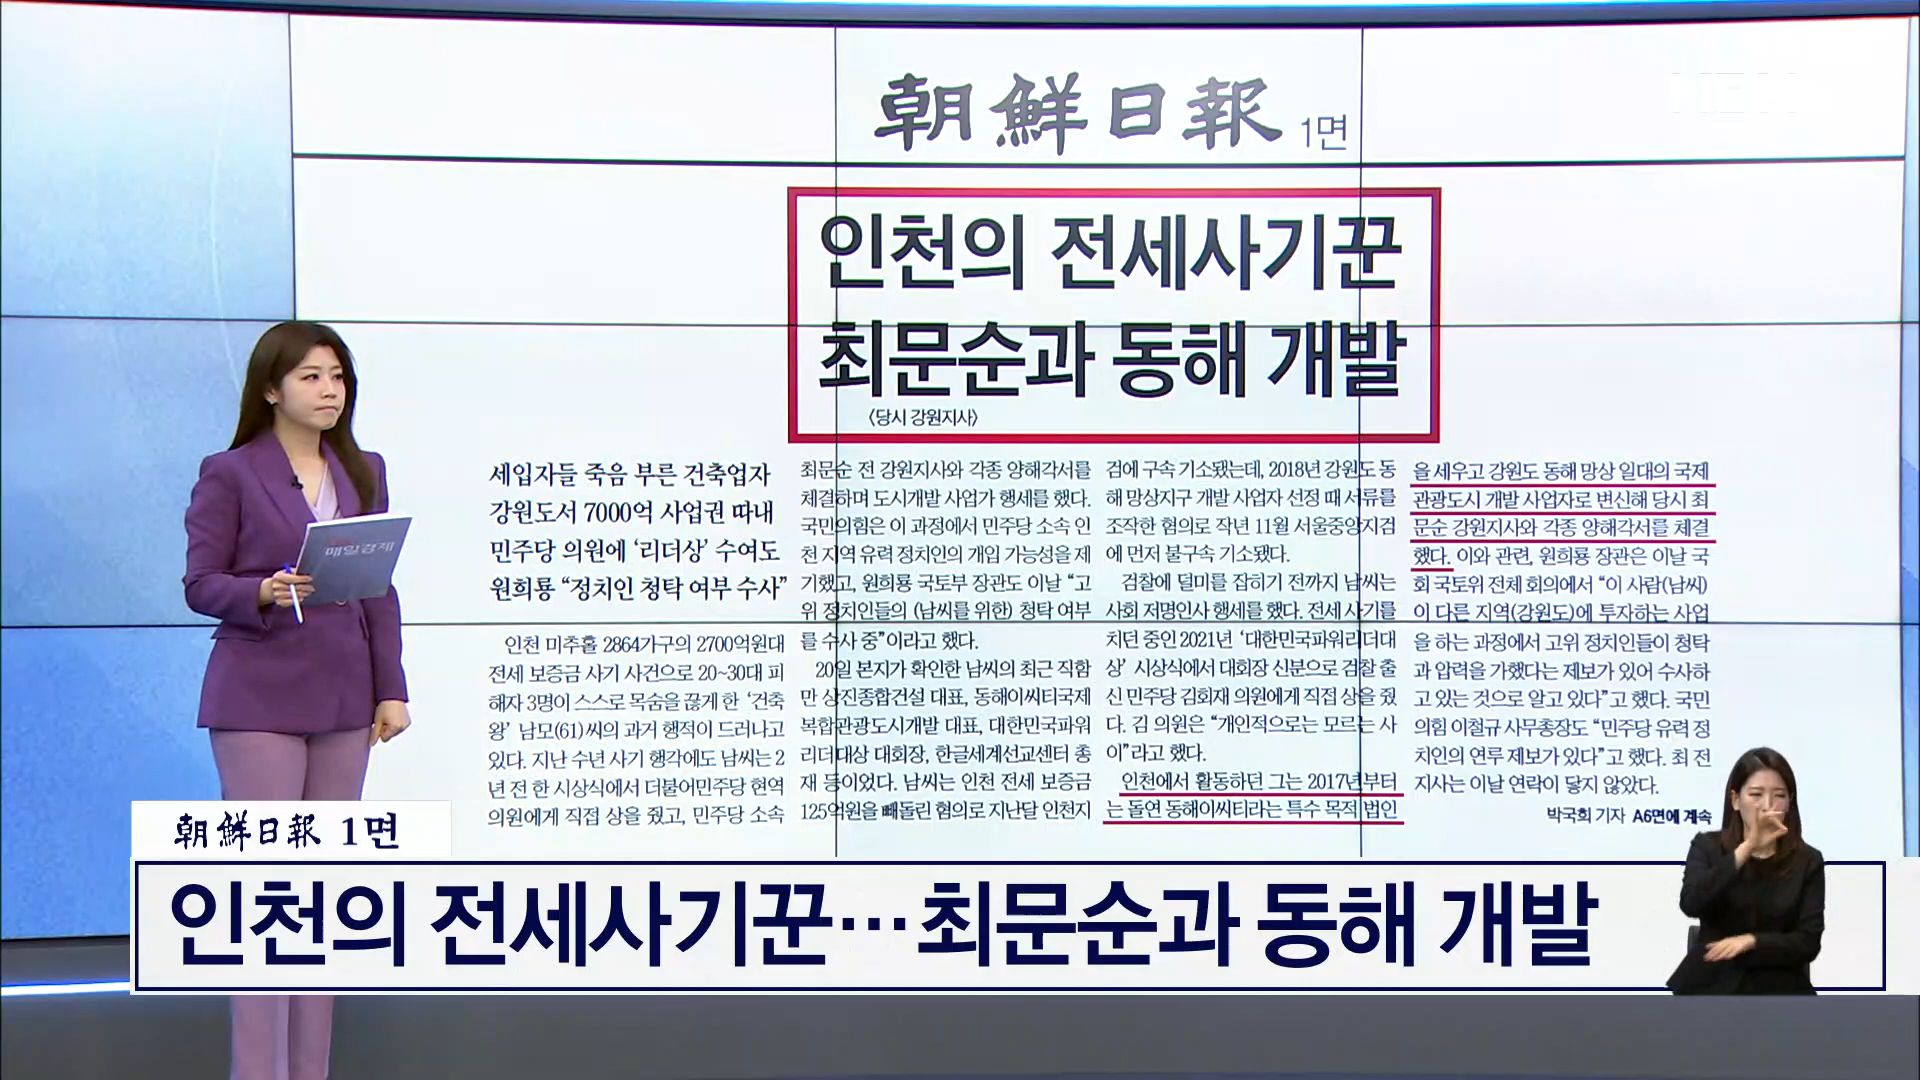 朝鮮日報 1면
인천의 전세사기꾼
최문순과 동해 개발
〈당시 강원지사〉
세입자들 죽음 부른 건축업자
강원도서 7000억 사업권 따내
민주당 의원에 ‘리더상’ 수여도
원희룡 “정치인 청탁 여부 수사”
인천 미추홀 2864가구의 2700억원대
전세 보증금 사기 사건으로 20~30대 피
해자 3명이 스스로 목숨을 끊게 한 ‘건축
왕’ 남모(61)씨의 과거 행적이 드러나고
있다. 지난 수년 사기 행각에도 남씨는 2
년 전 한 시상식에서 더불어민주당 현역
의원에게 직접 상을 줬고, 민주당 소속
최문순 전 강원지사와 각종 양해각서를
체결하며 도시개발 사업가 행세를 했다.
국민의힘은 이 과정에서 민주당 소속 인
천 지역 유력 정치인의 개입 가능성을 제
기했고, 원희룡 국토부 장관도 이날 “고
위 정치인들의 (남씨를 위한) 청탁 여부
를 수사 중”이라고 했다.
20일 본지가 확인한 남씨의 최근 직함
만 상진종합건설 대표, 동해이씨티국제
복합관광도시개발 대표, 대한민국파워
리더대상 대회장, 한글세계선교센터 총
재 등이었다. 남씨는 인천 전세 보증금
125억원을 빼돌린 혐의로 지난달 인천지
검에 구속 기소됐는데, 2018년 강원도 동
해 망상지구 개발 사업자 선정 때 서류를
조작한 혐의로 작년 11월 서울중앙지검
에 먼저 불구속 기소됐다.
검찰에 덜미를 잡히기 전까지 남씨는
사회 저명인사 행세를 했다. 전세 사기를
치던 중인 2021년 ‘대한민국파워리더대
상’ 시상식에서 대회장 신분으로 검찰 출
신 민주당 김회재 의원에게 직접 상을 줬
다. 김 의원은 “개인적으로는 모르는 사
이”라고 했다.
인천에서 활동하던 그는 2017년부터
는 돌연 동해이씨티라는 특수 목적 법인
을 세우고 강원도 동해 망상 일대의 국제
관광도시 개발 사업자로 변신해 당시 최
문순 강원지사와 각종 양해각서를 체결
했다. 이와 관련, 원희룡 장관은 이날 국
회 국토위 전체 회의에서 “이 사람(남씨)
이 다른 지역(강원도)에 투자하는 사업
을 하는 과정에서 고위 정치인들이 청탁
과 압력을 가했다는 제보가 있어 수사하
고 있는 것으로 알고 있다”고 했다. 국민
의힘 이철규 사무총장도 “민주당 유력 정
치인의 연루 제보가 있다”고 했다. 최 전
지사는 이날 연락이 닿지 않았다.
박국희 기자 A6면에 계속
매일경제
朝鮮日報 1면
인천의 전세사기꾼…최문순과 동해 개발